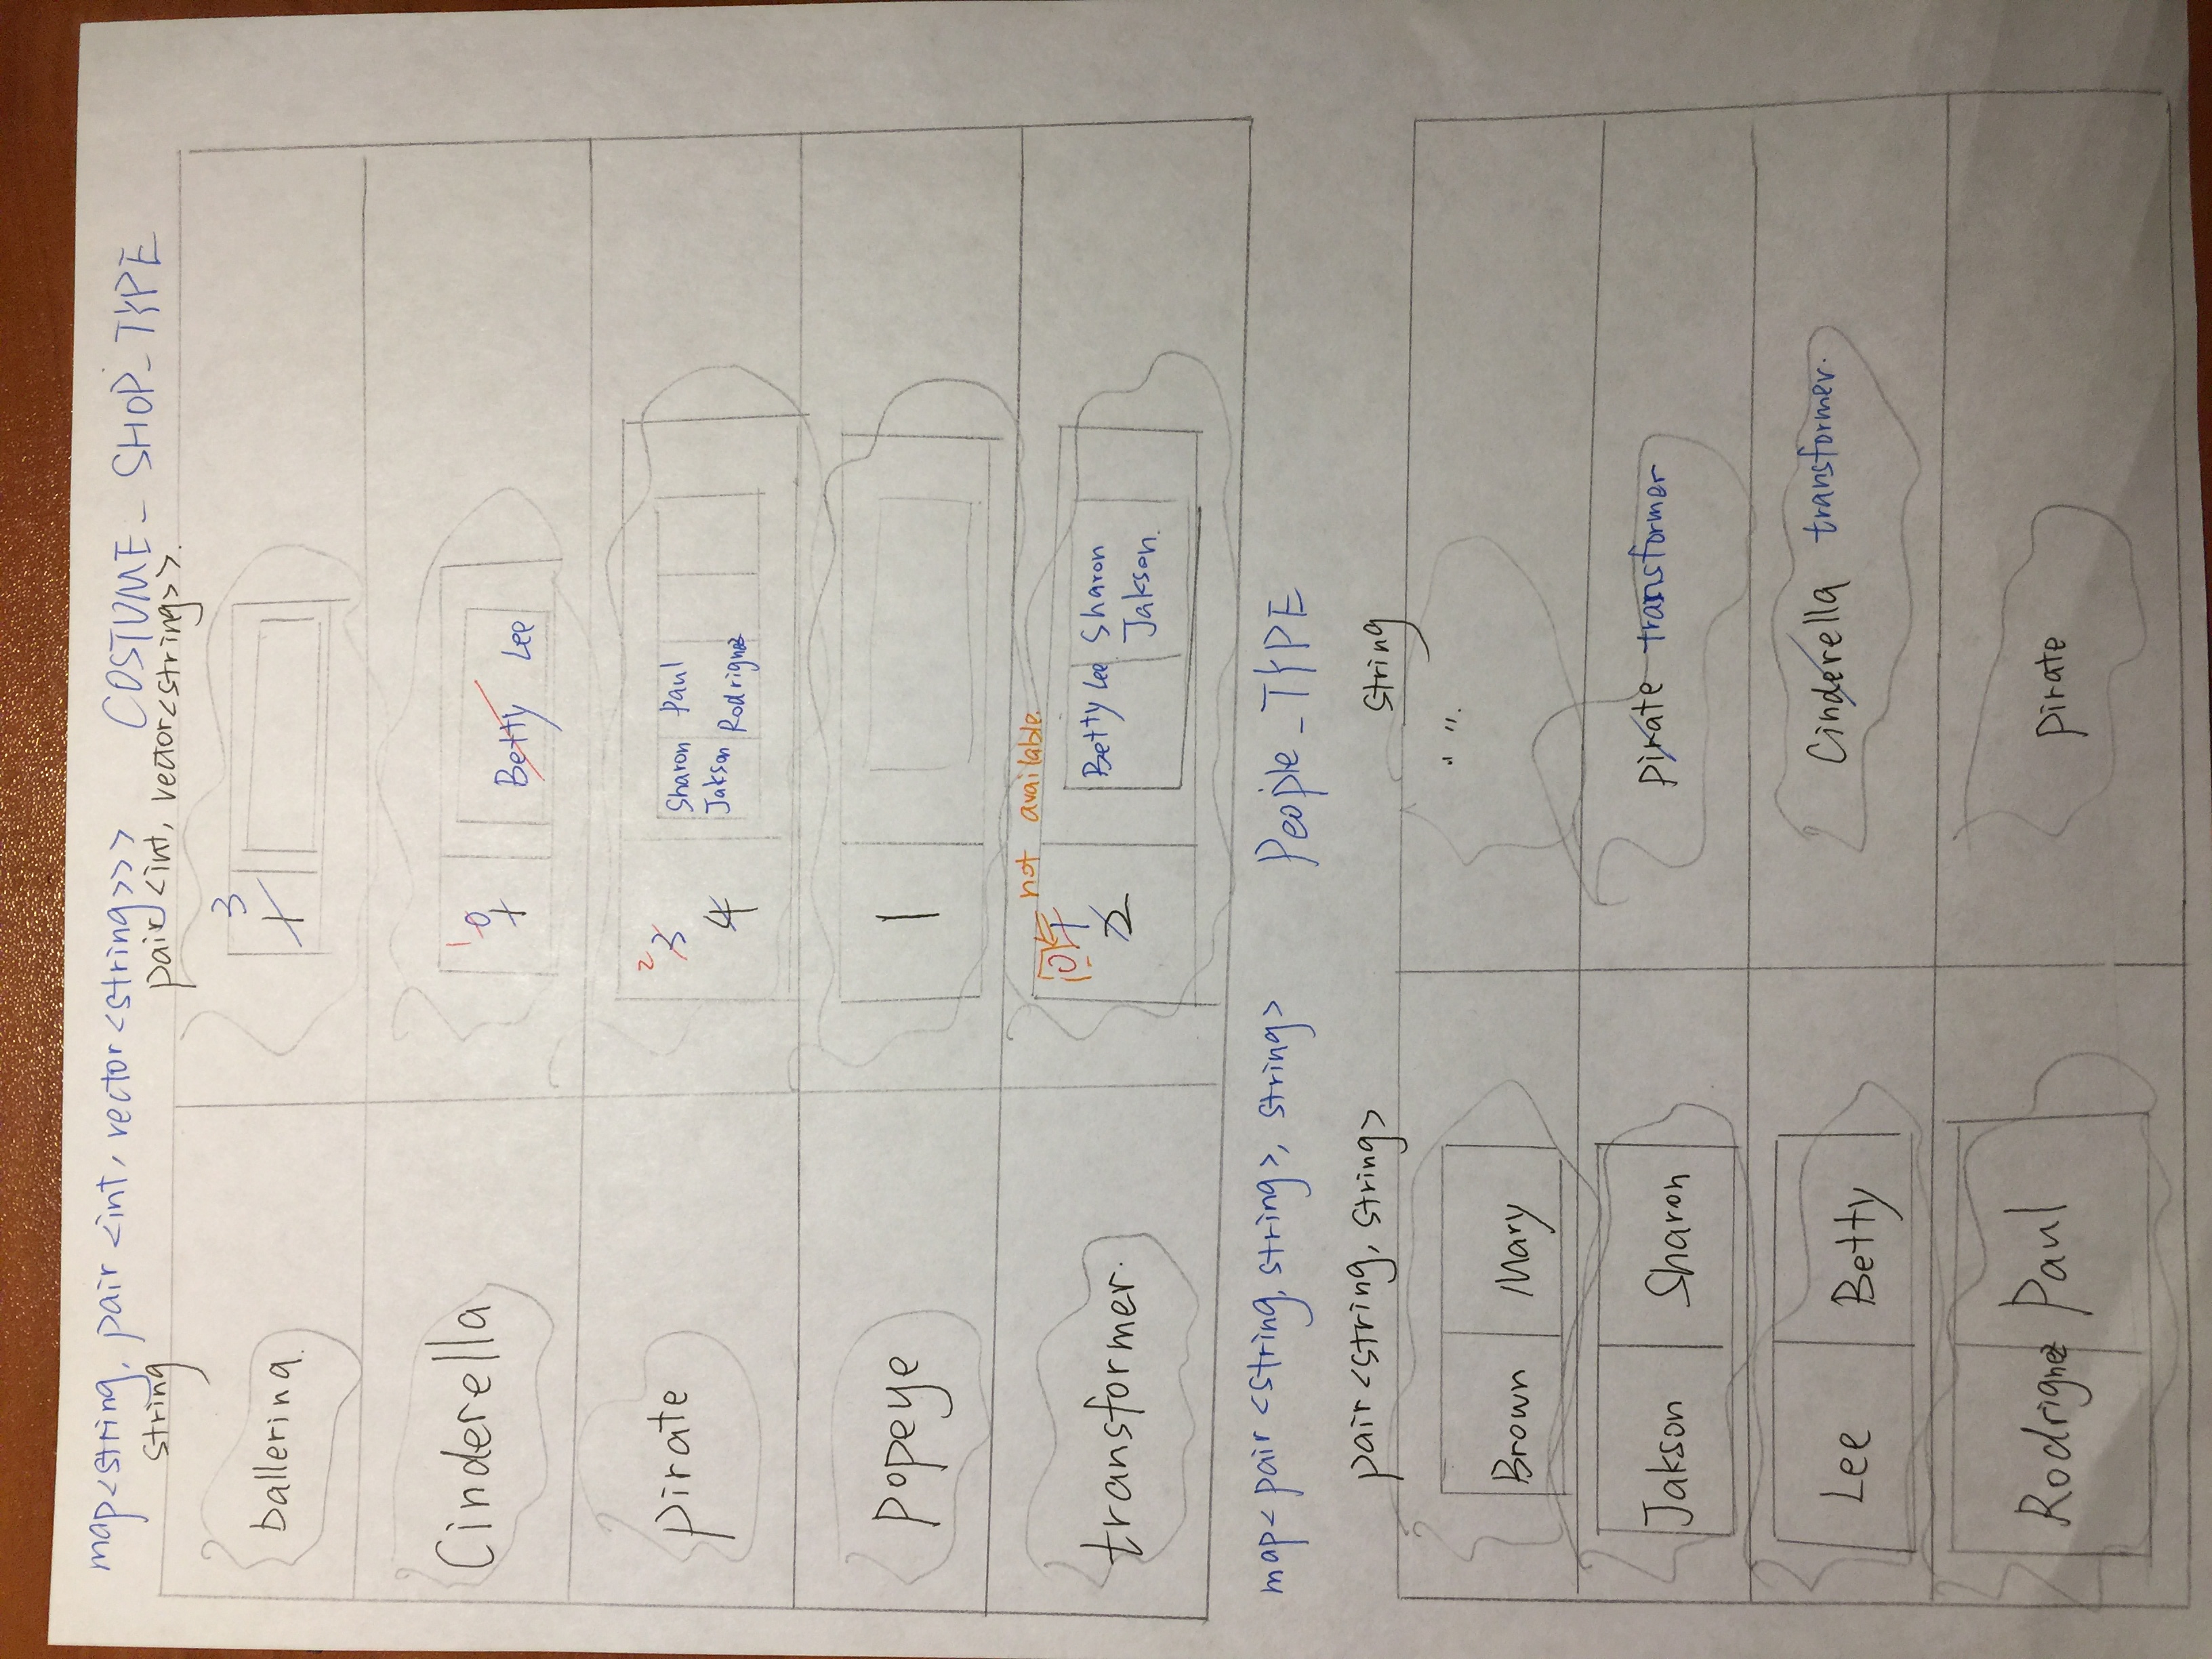 map<string, pair<int, vector<string>>> COSTUME_SHOP_TYPE
string pair<int, vector<string>>.
3
ballerina. 1
1 0
Cinderella 1 Betty Lee
2 3 Sharon Paul
pirate 4 Jakson Rodrignez
popeye 1
not available.
0 1 Betty Lee Sharon
transformer. 2 Jakson.
map<pair<string, string>, string> People_TYPE
pair<string, string> string
" ".
Brown Mary
Jakson Sharon pirate transformer
Lee Betty Cinderella transformer.
Rodrignez Paul pirate